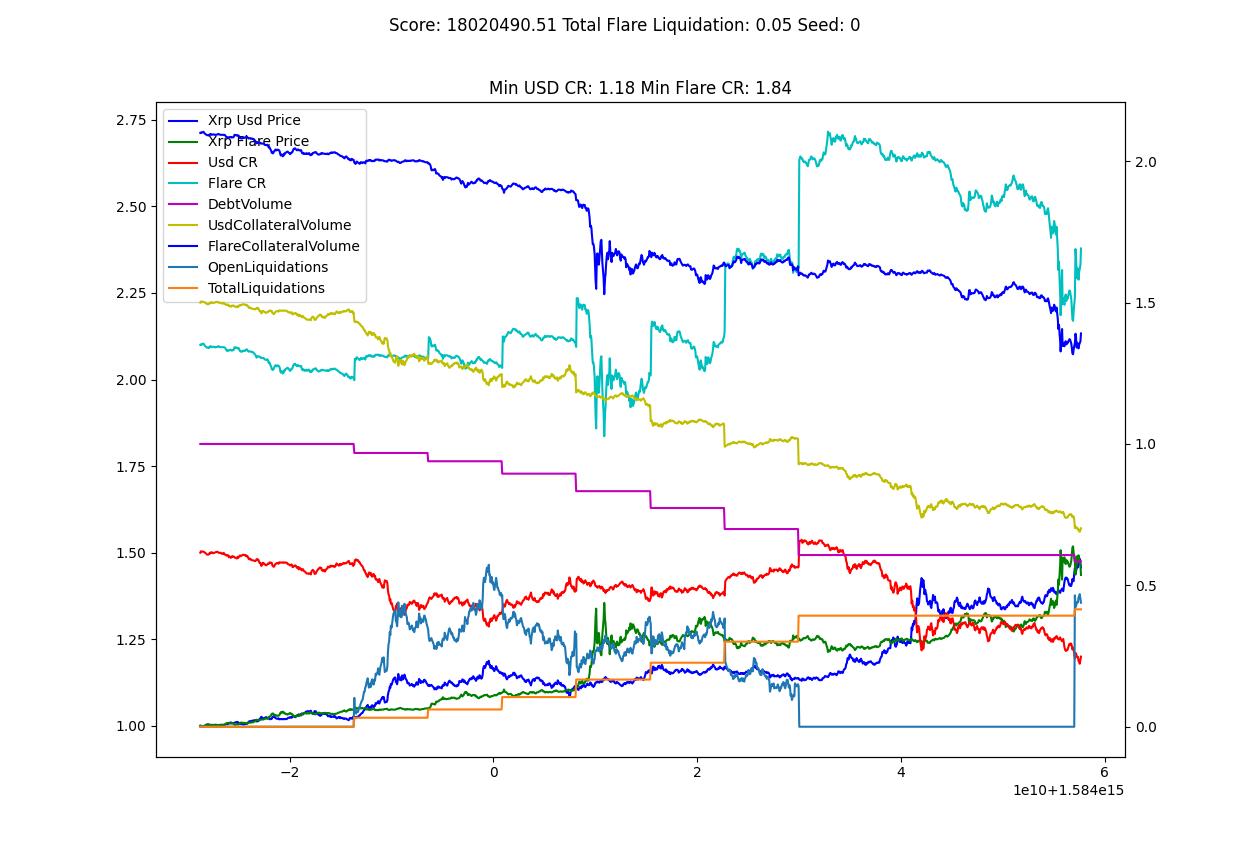 Score: 18020490.51 Total Flare Liquidation: 0.05 Seed: 0
Min USD CR: 1.18 Min Flare CR: 1.84
Xrp Usd Price
Xrp Flare Price
Usd CR
Flare CR
DebtVolume
UsdCollateralVolume
FlareCollateralVolume
OpenLiquidations
TotalLiquidations
2.75
2.50
2.25
2.00
1.75
1.50
1.25
1.00
2.0
1.5
1.0
0.5
0.0
−2
0
2
4
6
1e10+1.584e15